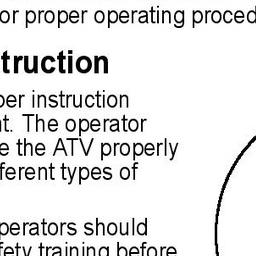 or proper operating proced
truction
per instruction
t. The operator
e the ATV properly
ferent types of
perators should
fety training before